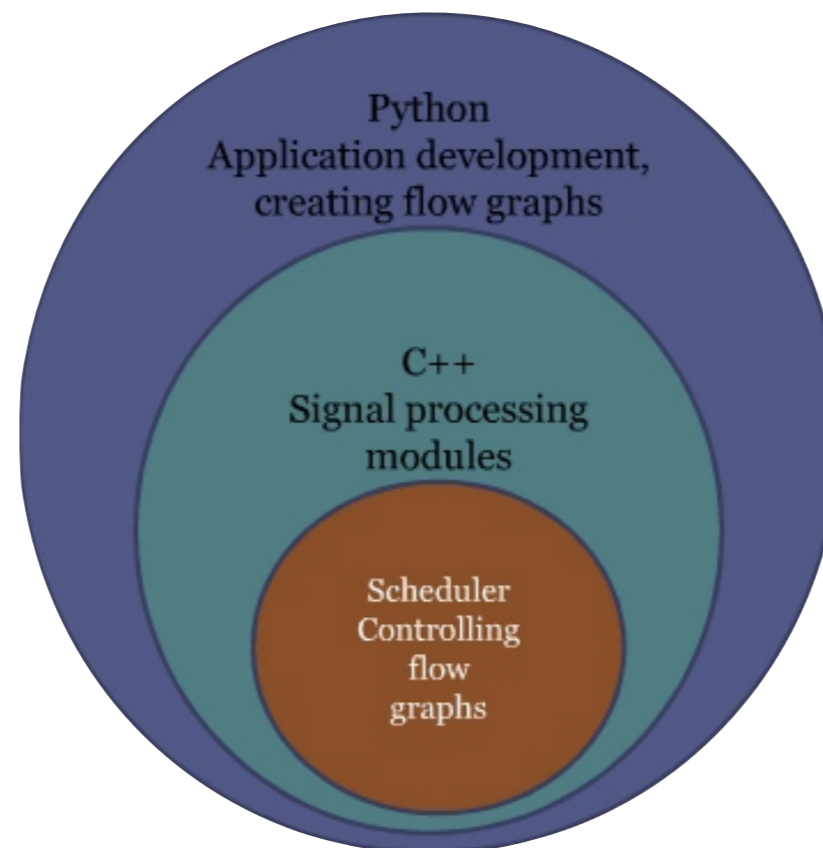 Python
Application development,
creating flow graphs
C++
Signal processing
modules
Scheduler
Controlling
flow
graphs